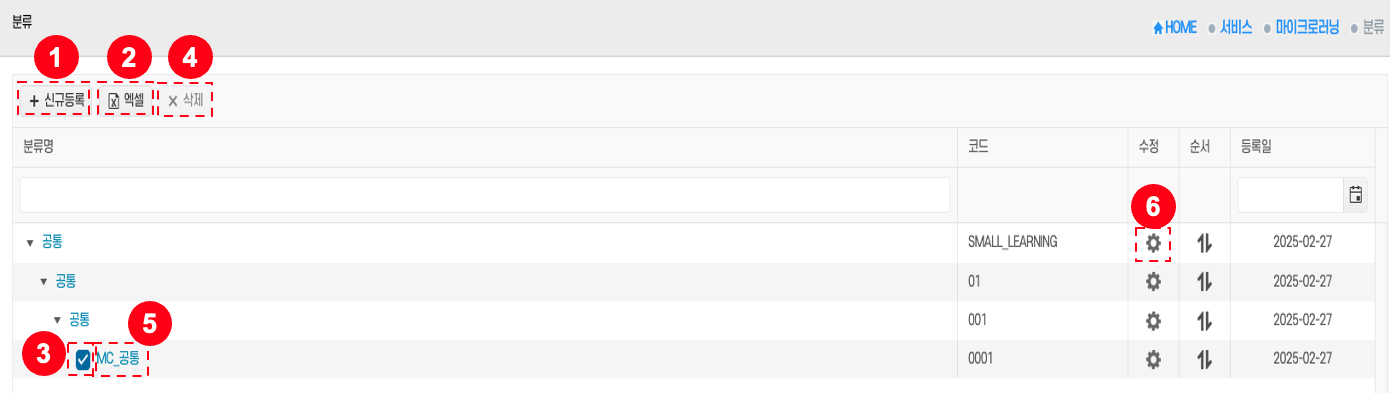 분류
HOME 서비스 마이크로러닝 분류
1 2 4
신규등록 엑셀 삭제
분류명 코드 수정 순서 등록일
6
공통 SMALL_LEARNING 2025-02-27
공통 01 2025-02-27
공통 001 2025-02-27
5
3 MC_공통 0001 2025-02-27